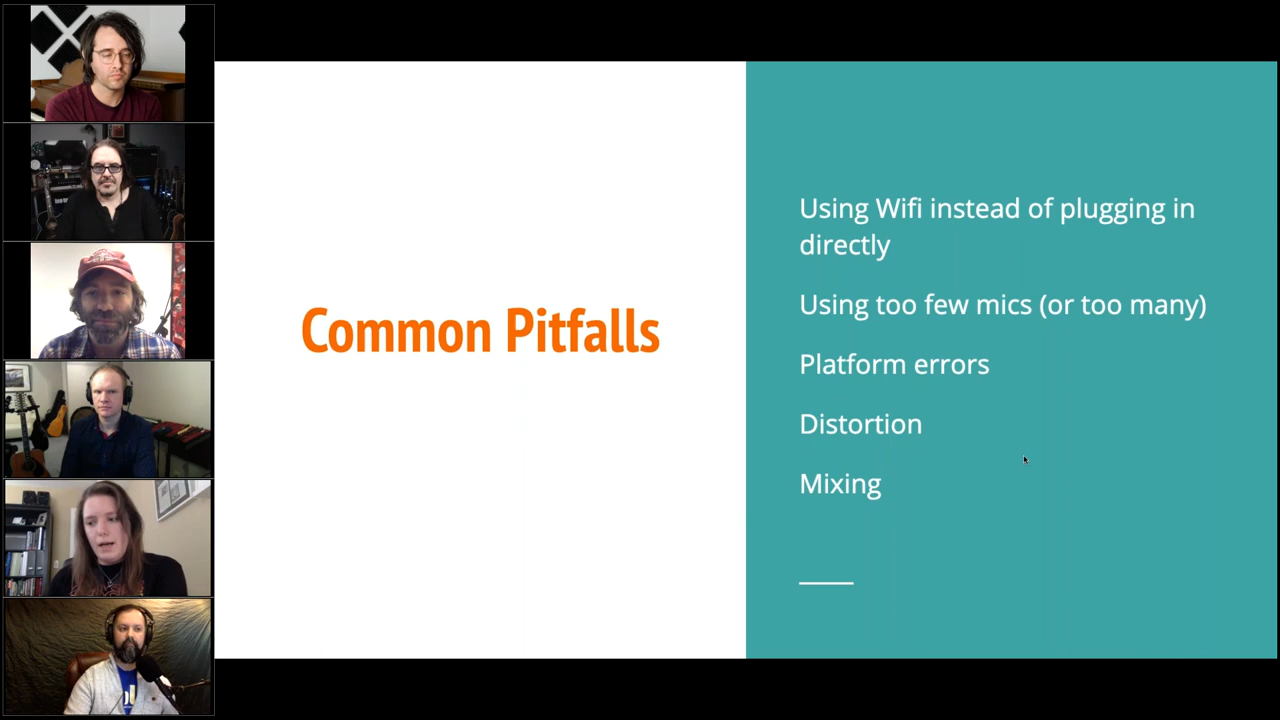 Common Pitfalls
Using Wifi instead of plugging in
directly
Using too few mics (or too many)
Platform errors
Distortion
Mixing